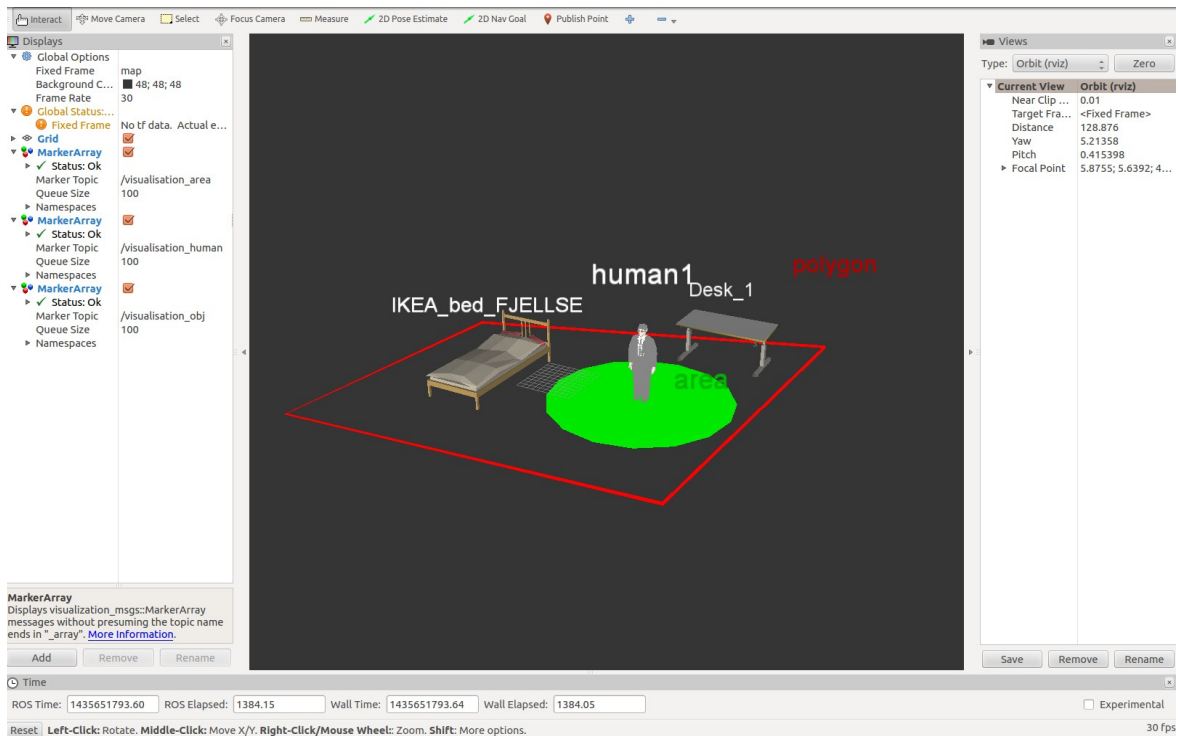 Interact Move Camera Select Focus Camera Measure 2D Pose Estimate 2D Nav Goal Publish Point
Displays
Global Options
Fixed Frame map
Background C... 48; 48; 48
Frame Rate 30
Global Status:...
Fixed Frame No tf data. Actual e...
Grid
MarkerArray
Status: Ok
Marker Topic /visualisation_area
Queue Size 100
Namespaces
MarkerArray
Status: Ok
Marker Topic /visualisation_human
Queue Size 100
Namespaces
MarkerArray
Status: Ok
Marker Topic /visualisation_obj
Queue Size 100
Namespaces
MarkerArray
Displays visualization_msgs::MarkerArray
messages without presuming the topic name
ends in "_array". More Information.
Add Remove Rename
polygon
human1
Desk_1
IKEA_bed_FJELLSE
area
Views
Type: Orbit (rviz) Zero
Current View Orbit (rviz)
Near Clip ... 0.01
Target Fra... <Fixed Frame>
Distance 128.876
Yaw 5.21358
Pitch 0.415398
Focal Point 5.8755; 5.6392; 4...
Save Remove Rename
Time
ROS Time: 1435651793.60 ROS Elapsed: 1384.15 Wall Time: 1435651793.64 Wall Elapsed: 1384.05 Experimental
Reset Left-Click: Rotate. Middle-Click: Move X/Y. Right-Click/Mouse Wheel:: Zoom. Shift: More options. 30 fps